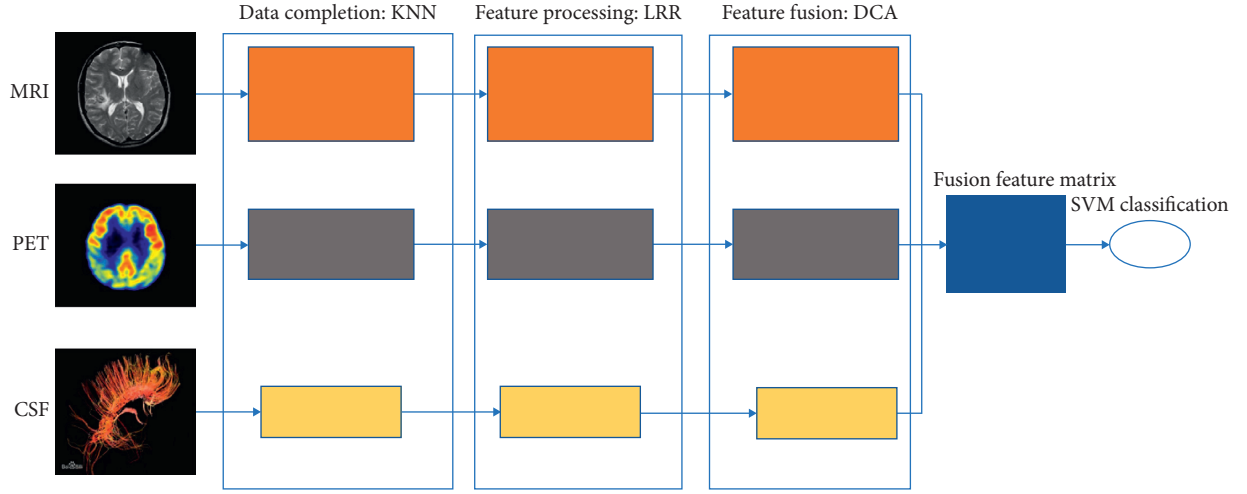 Data completion: KNN
Feature processing: LRR
Feature fusion: DCA
MRI
PET
Fusion feature matrix
SVM classification
CSF